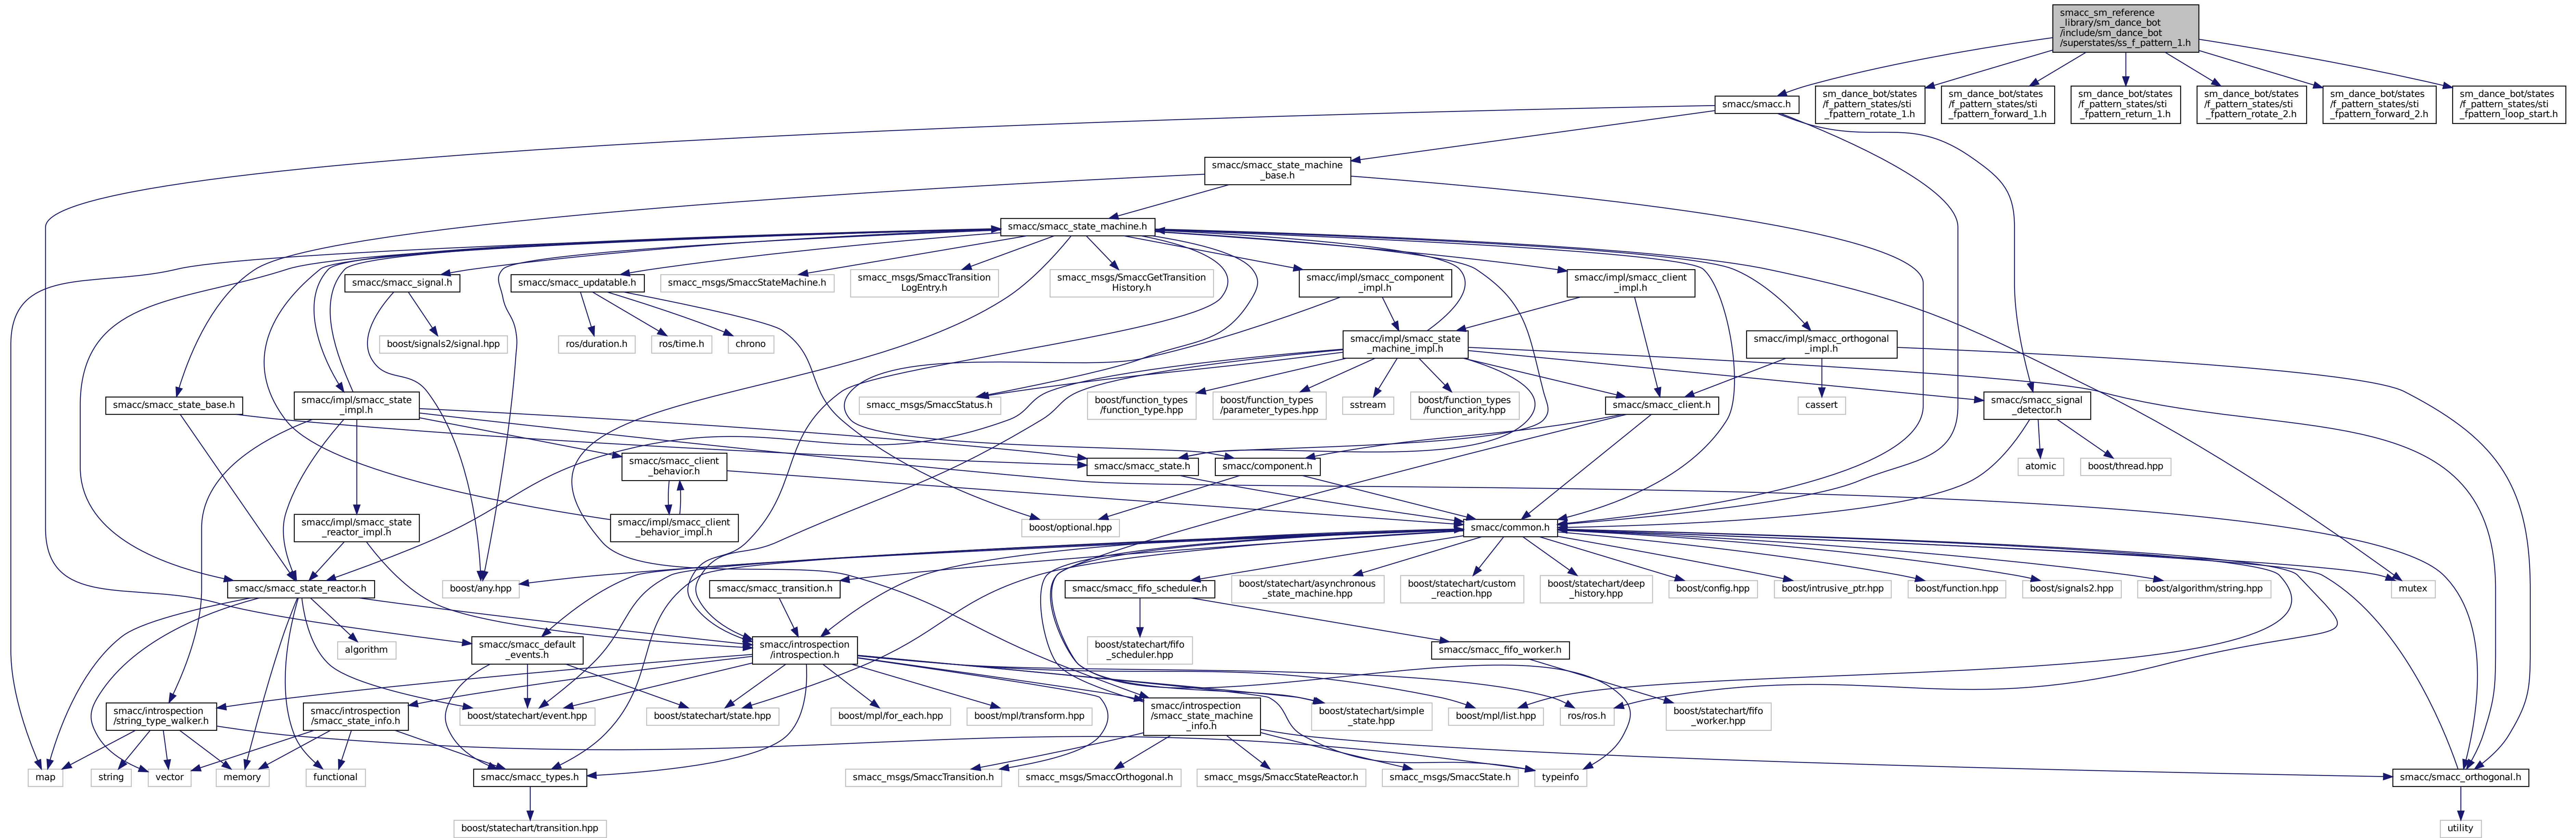 smacc_sm_reference
_library/sm_dance_bot
/include/sm_dance_bot
/superstates/ss_f_pattern_1.h
smacc/smacc.h
sm_dance_bot/states
/f_pattern_states/sti
_fpattern_rotate_1.h
sm_dance_bot/states
/f_pattern_states/sti
_fpattern_forward_1.h
sm_dance_bot/states
/f_pattern_states/sti
_fpattern_return_1.h
sm_dance_bot/states
/f_pattern_states/sti
_fpattern_rotate_2.h
sm_dance_bot/states
/f_pattern_states/sti
_fpattern_forward_2.h
sm_dance_bot/states
/f_pattern_states/sti
_fpattern_loop_start.h
smacc/smacc_state_machine
_base.h
smacc/smacc_state_machine.h
smacc/smacc_signal.h
smacc/smacc_updatable.h
smacc_msgs/SmaccStateMachine.h
smacc_msgs/SmaccTransition
LogEntry.h
smacc_msgs/SmaccGetTransition
History.h
smacc/impl/smacc_component
_impl.h
smacc/impl/smacc_client
_impl.h
boost/signals2/signal.hpp
ros/duration.h
ros/time.h
chrono
smacc/impl/smacc_state
_machine_impl.h
smacc/impl/smacc_orthogonal
_impl.h
smacc/smacc_state_base.h
smacc/impl/smacc_state
_impl.h
smacc_msgs/SmaccStatus.h
boost/function_types
/function_type.hpp
boost/function_types
/parameter_types.hpp
sstream
boost/function_types
/function_arity.hpp
smacc/smacc_client.h
cassert
smacc/smacc_signal
_detector.h
smacc/smacc_client
_behavior.h
smacc/smacc_state.h
smacc/component.h
atomic
boost/thread.hpp
smacc/impl/smacc_state
_reactor_impl.h
smacc/impl/smacc_client
_behavior_impl.h
boost/optional.hpp
smacc/common.h
smacc/smacc_state_reactor.h
boost/any.hpp
smacc/smacc_transition.h
smacc/smacc_fifo_scheduler.h
boost/statechart/asynchronous
_state_machine.hpp
boost/statechart/custom
_reaction.hpp
boost/statechart/deep
_history.hpp
boost/config.hpp
boost/intrusive_ptr.hpp
boost/function.hpp
boost/signals2.hpp
boost/algorithm/string.hpp
mutex
algorithm
smacc/smacc_default
_events.h
smacc/introspection
/introspection.h
boost/statechart/fifo
_scheduler.hpp
smacc/smacc_fifo_worker.h
smacc/introspection
/string_type_walker.h
smacc/introspection
/smacc_state_info.h
boost/statechart/event.hpp
boost/statechart/state.hpp
boost/mpl/for_each.hpp
boost/mpl/transform.hpp
smacc/introspection
/smacc_state_machine
_info.h
boost/statechart/simple
_state.hpp
boost/mpl/list.hpp
ros/ros.h
boost/statechart/fifo
_worker.hpp
map
string
vector
memory
functional
smacc/smacc_types.h
smacc_msgs/SmaccTransition.h
smacc_msgs/SmaccOrthogonal.h
smacc_msgs/SmaccStateReactor.h
smacc_msgs/SmaccState.h
typeinfo
smacc/smacc_orthogonal.h
boost/statechart/transition.hpp
utility